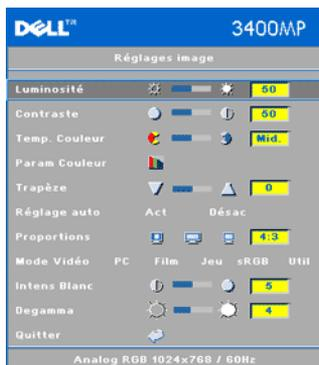 DELL™ 3400MP
Réglages image
Luminosité 50
Contraste 50
Temp. Couleur Mid.
Param Couleur
Trapèze 0
Réglage auto Act Désac
Proportions 4:3
Mode Vidéo PC Film Jeu sRGB Util
Intens Blanc 5
Degamma 4
Quitter
Analog RGB 1024x768 / 60Hz